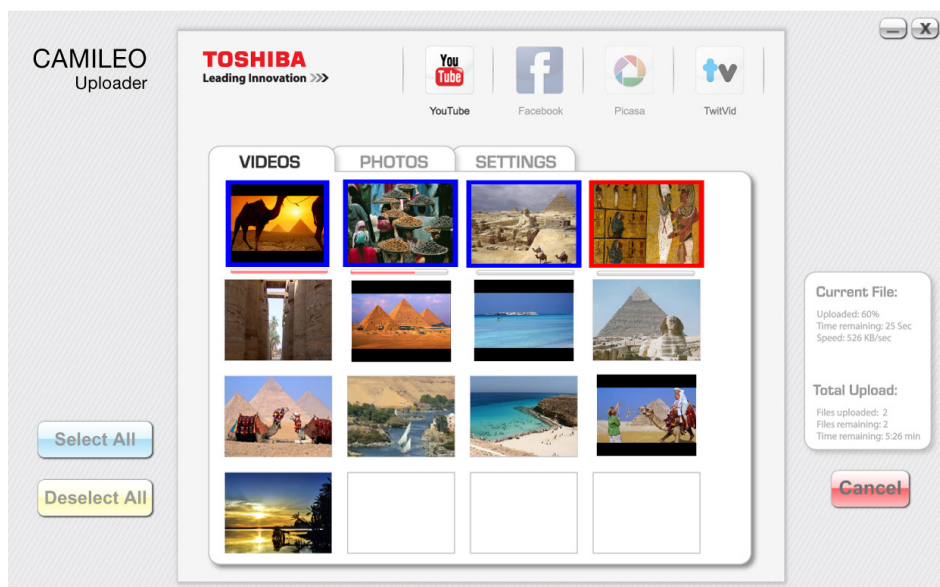 CAMILEO
Uploader
TOSHIBA
Leading Innovation >>>
You
Tube
f
tv
YouTube
Facebook
Picasa
TwitVid
X
VIDEOS
PHOTOS
SETTINGS
Current File:
Uploaded: 60%
Time remaining: 25 Sec
Speed: 526 KB/sec
Total Upload:
Files uploaded: 2
Files remaining: 2
Time remaining: 5:26 min
Select All
Deselect All
Cancel